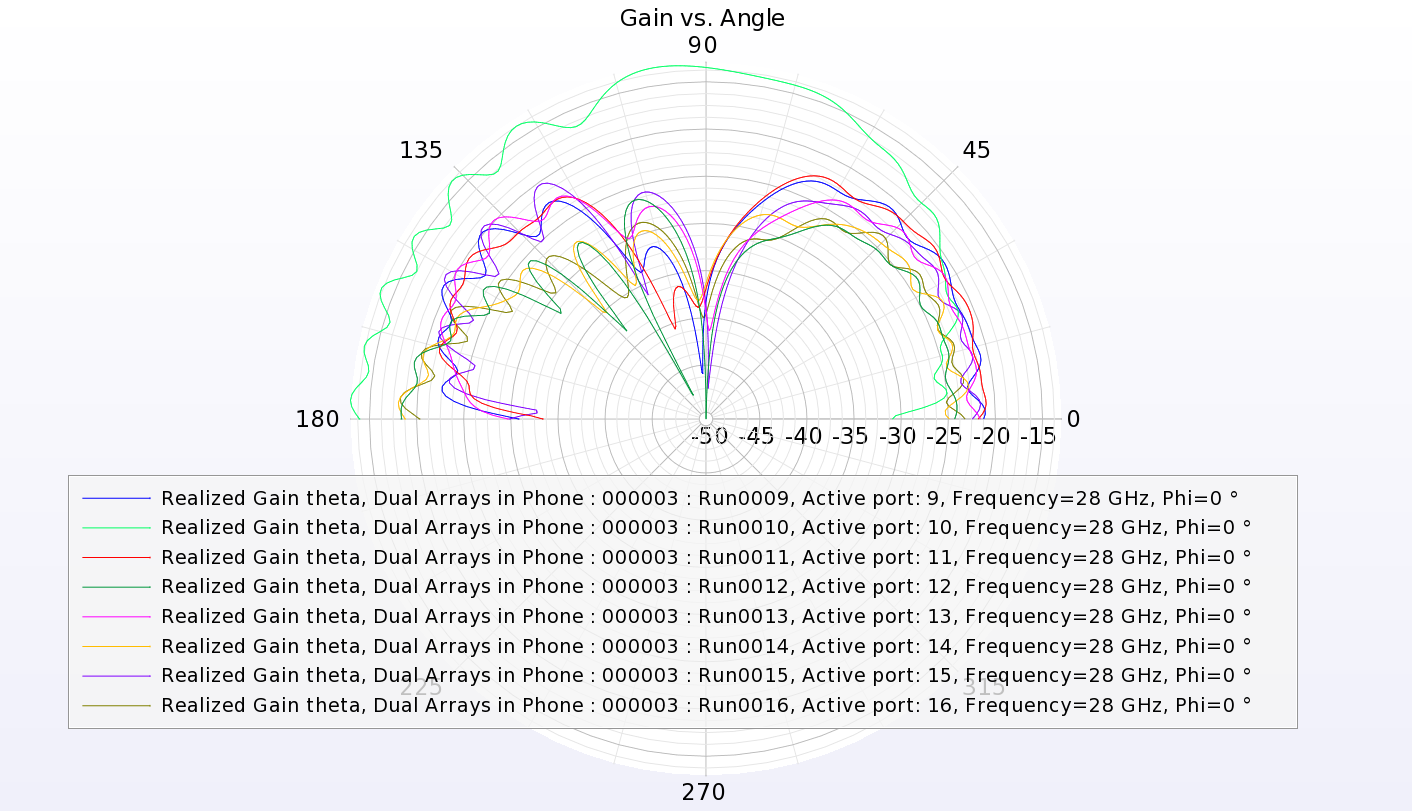 Gain vs. Angle
90
135
45
180
0
-50 -45 -40 -35 -30 -25 -20 -15
Realized Gain theta, Dual Arrays in Phone : 000003 : Run0009, Active port: 9, Frequency=28 GHz, Phi=0 °
Realized Gain theta, Dual Arrays in Phone : 000003 : Run0010, Active port: 10, Frequency=28 GHz, Phi=0 °
Realized Gain theta, Dual Arrays in Phone : 000003 : Run0011, Active port: 11, Frequency=28 GHz, Phi=0 °
Realized Gain theta, Dual Arrays in Phone : 000003 : Run0012, Active port: 12, Frequency=28 GHz, Phi=0 °
Realized Gain theta, Dual Arrays in Phone : 000003 : Run0013, Active port: 13, Frequency=28 GHz, Phi=0 °
Realized Gain theta, Dual Arrays in Phone : 000003 : Run0014, Active port: 14, Frequency=28 GHz, Phi=0 °
Realized Gain theta, Dual Arrays in Phone : 000003 : Run0015, Active port: 15, Frequency=28 GHz, Phi=0 °
225
315
Realized Gain theta, Dual Arrays in Phone : 000003 : Run0016, Active port: 16, Frequency=28 GHz, Phi=0 °
270